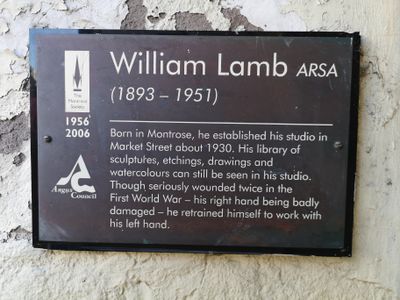 William Lamb ARSA
(1893 – 1951)
The
Montrose
Society
1956
2006
Angus
Council
Born in Montrose, he established his studio in
Market Street about 1930. His library of
sculptutes, etchings, drawings and
watercolours can still be seen in his studio.
Though seriously wounded twice in the
First World War – his right hand being badly
damaged – he retrained himself to work with
his left hand.